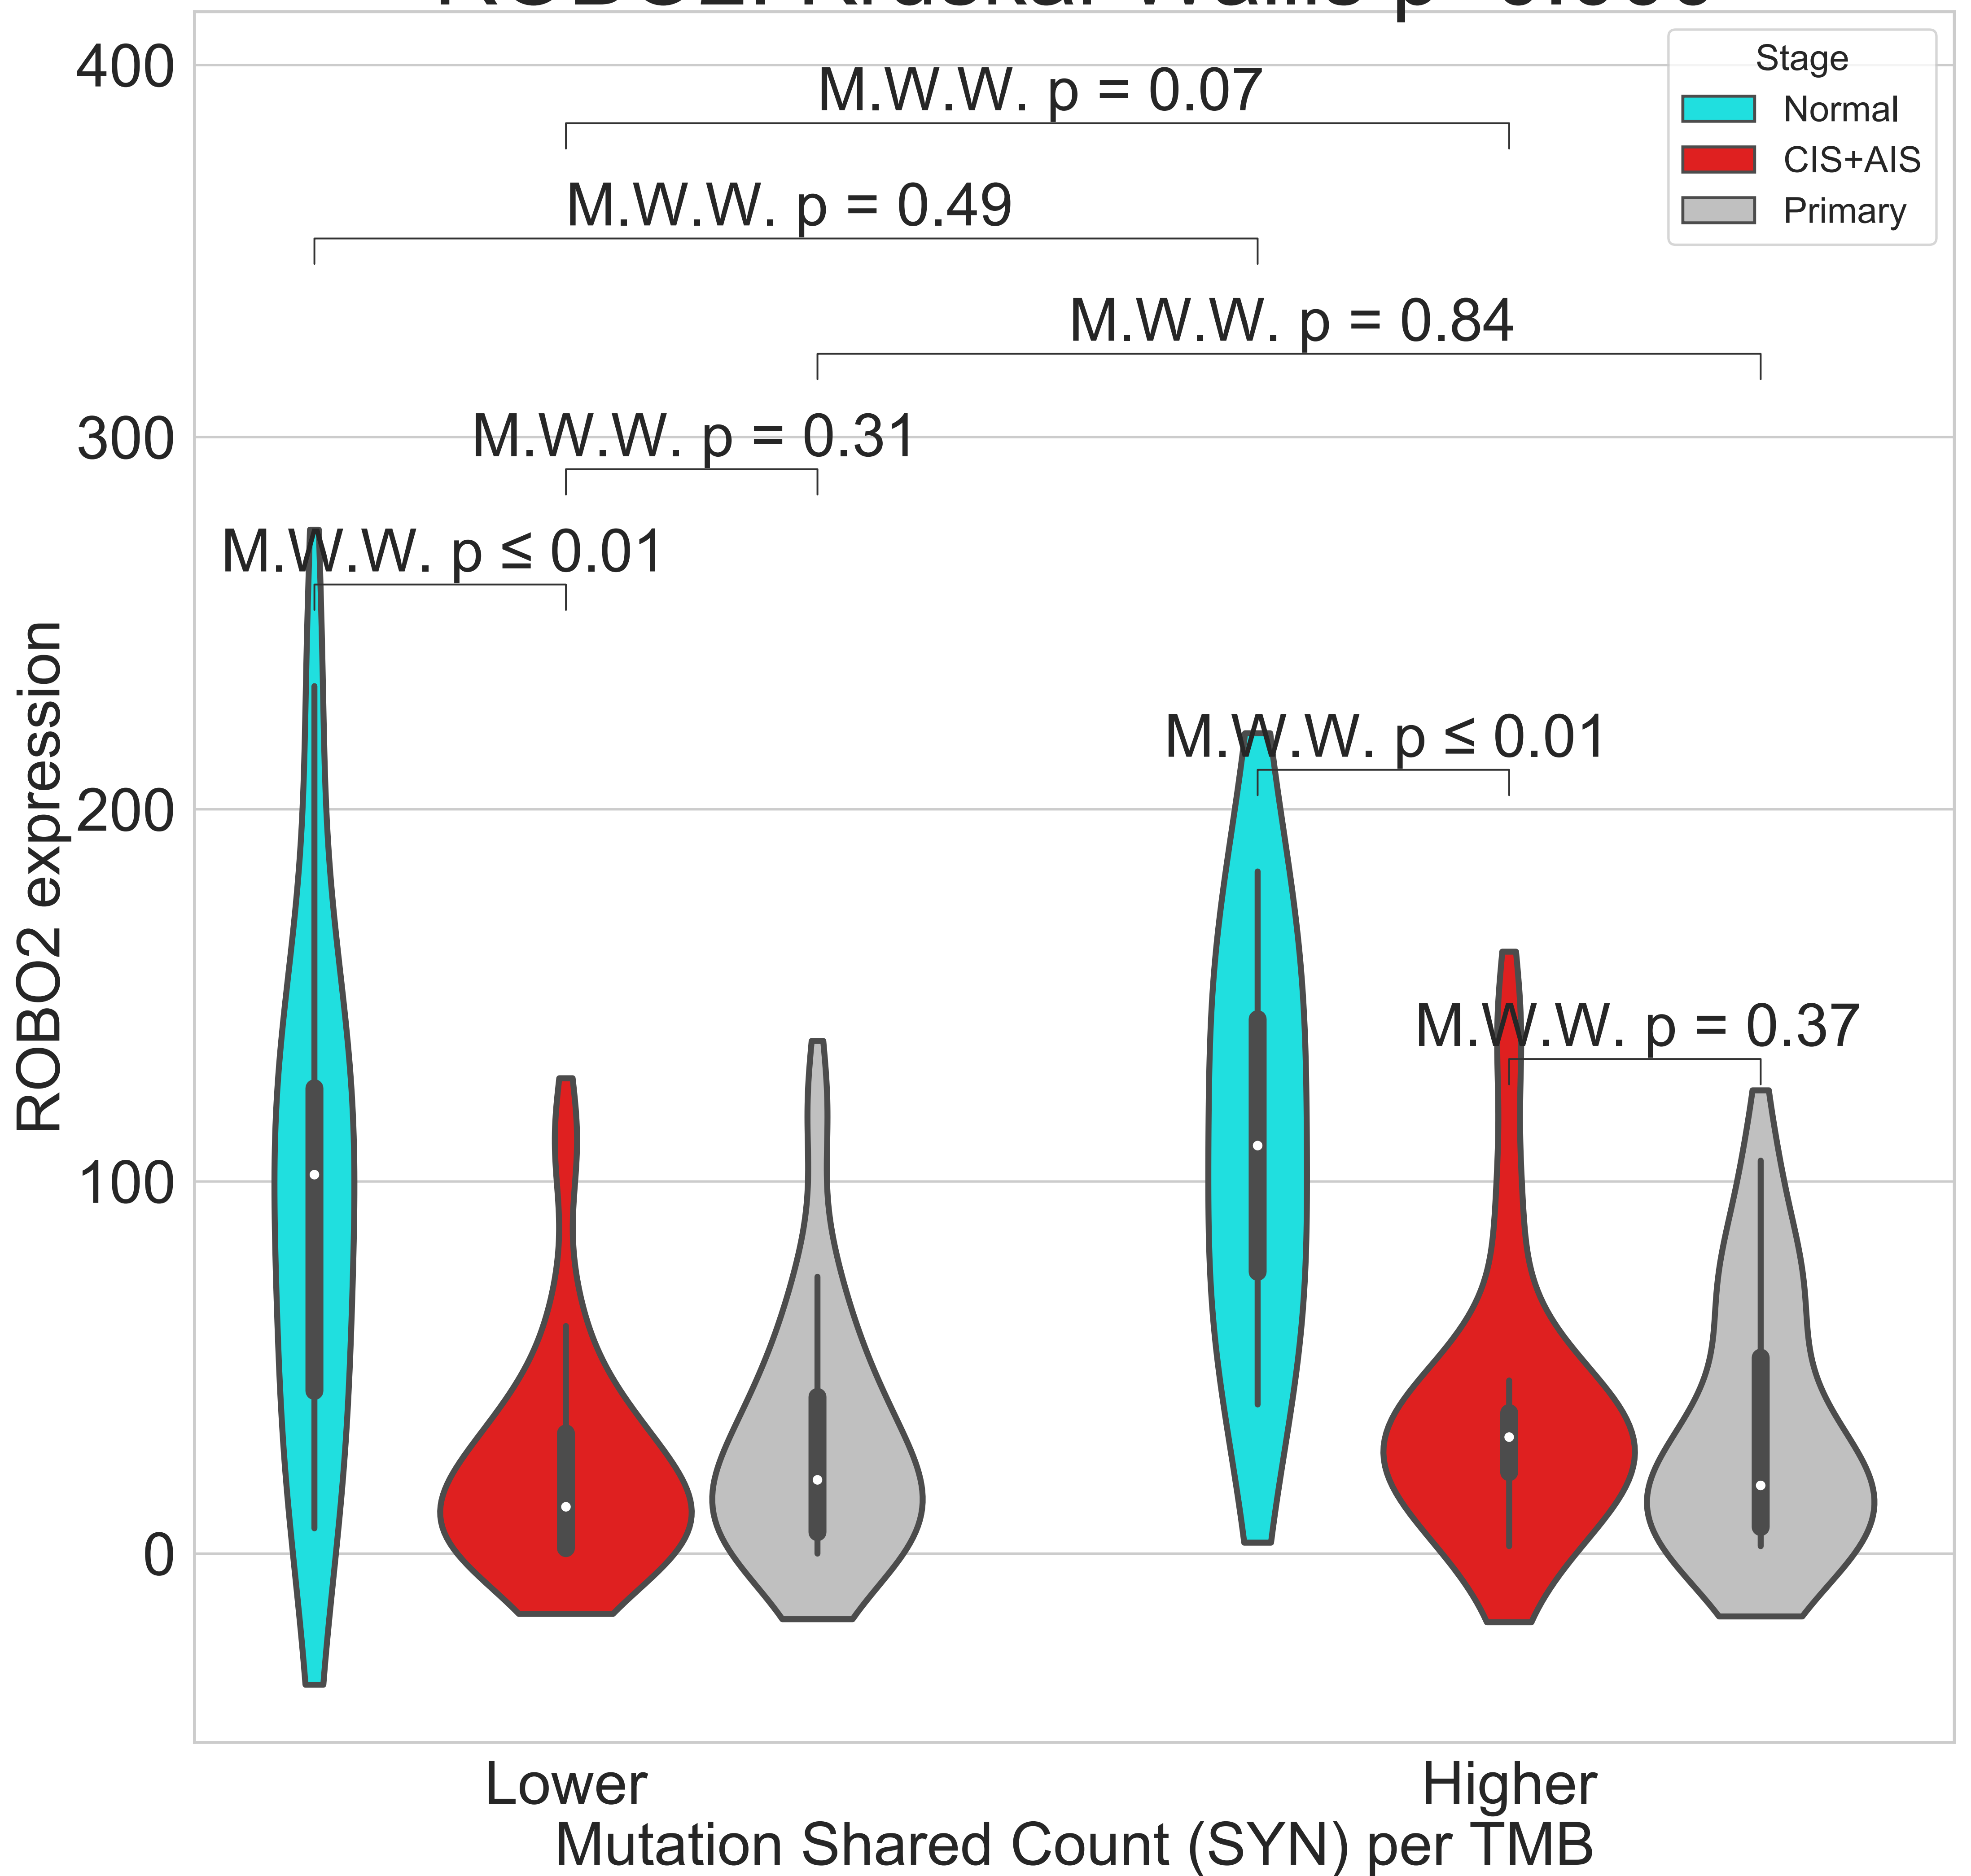 400
M.W.W. p = 0.07
Stage
Normal
CIS+AIS
Primary
M.W.W. p = 0.49
M.W.W. p = 0.84
300
M.W.W. p = 0.31
M.W.W. p ≤ 0.01
ROBO2 expression
200
M.W.W. p ≤ 0.01
M.W.W. p = 0.37
100
0
Lower
Higher
Mutation Shared Count (SYN) per TMB